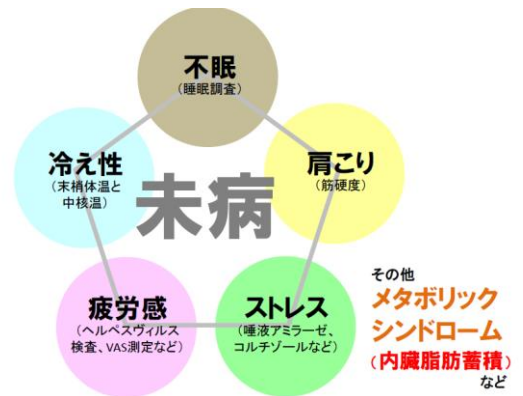 不眠
（睡眠調査）
冷え性
（末梢体温と
中核温）
肩こり
（筋硬度）
未病
疲労感
（ヘルペスヴィルス
検査、VAS測定など）
ストレス
（唾液アミラーゼ、
コルチゾールなど）
その他
メタボリック
シンドローム
（内臓脂肪蓄積）
など